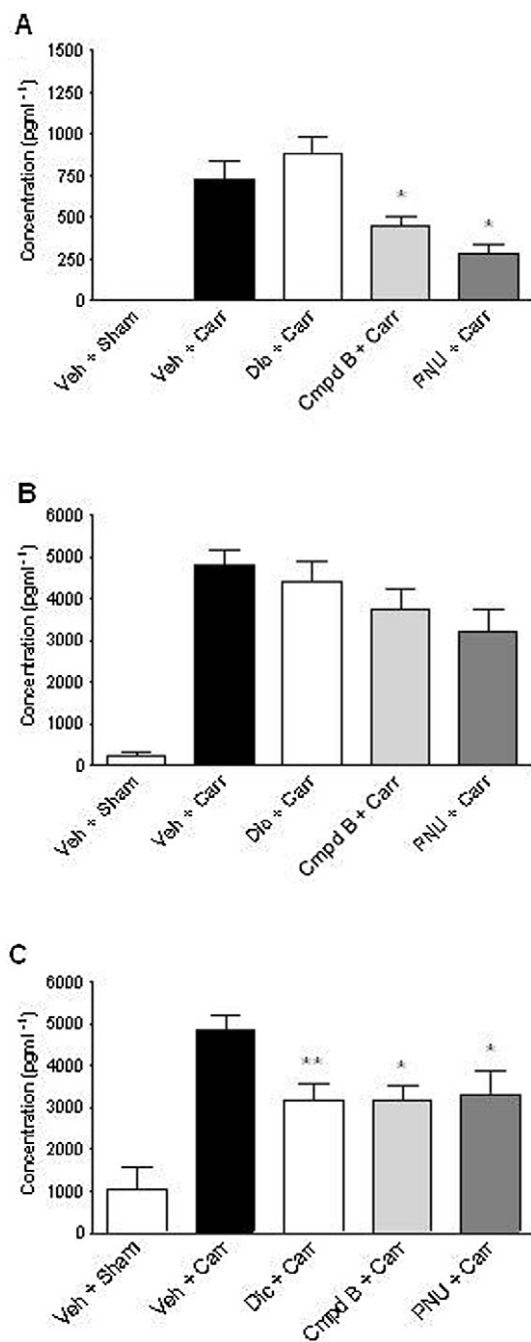 A
Concentration (pgml⁻¹)
1500
1250
1000
750
500
250
0
*
*
Veh + Sham
Veh + Carr
Dic + Carr
Cmpd B + Carr
PNU + Carr
B
Concentration (pgml⁻¹)
6000
5000
4000
3000
2000
1000
0
Veh + Sham
Veh + Carr
Dic + Carr
Cmpd B + Carr
PNU + Carr
C
Concentration (pgml⁻¹)
6000
5000
4000
3000
2000
1000
0
**
*
*
Veh + Sham
Veh + Carr
Dic + Carr
Cmpd B + Carr
PNU + Carr